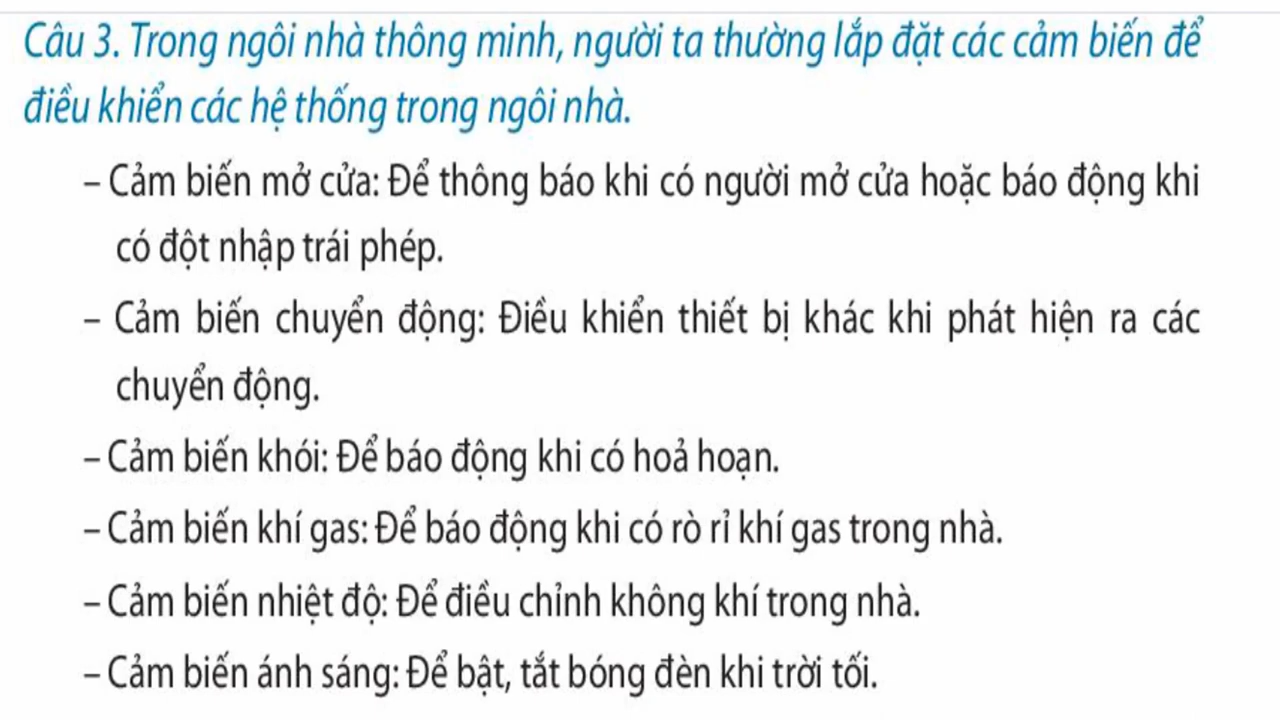 Câu 3. Trong ngôi nhà thông minh, người ta thường lắp đặt các cảm biến để
điều khiển các hệ thống trong ngôi nhà.
– Cảm biến mở cửa: Để thông báo khi có người mở cửa hoặc báo động khi
có đột nhập trái phép.
– Cảm biến chuyển động: Điều khiển thiết bị khác khi phát hiện ra các
chuyển động.
– Cảm biến khói: Để báo động khi có hoả hoạn.
– Cảm biến khí gas: Để báo động khi có rò rỉ khí gas trong nhà.
– Cảm biến nhiệt độ: Để điều chỉnh không khí trong nhà.
– Cảm biến ánh sáng: Để bật, tắt bóng đèn khi trời tối.